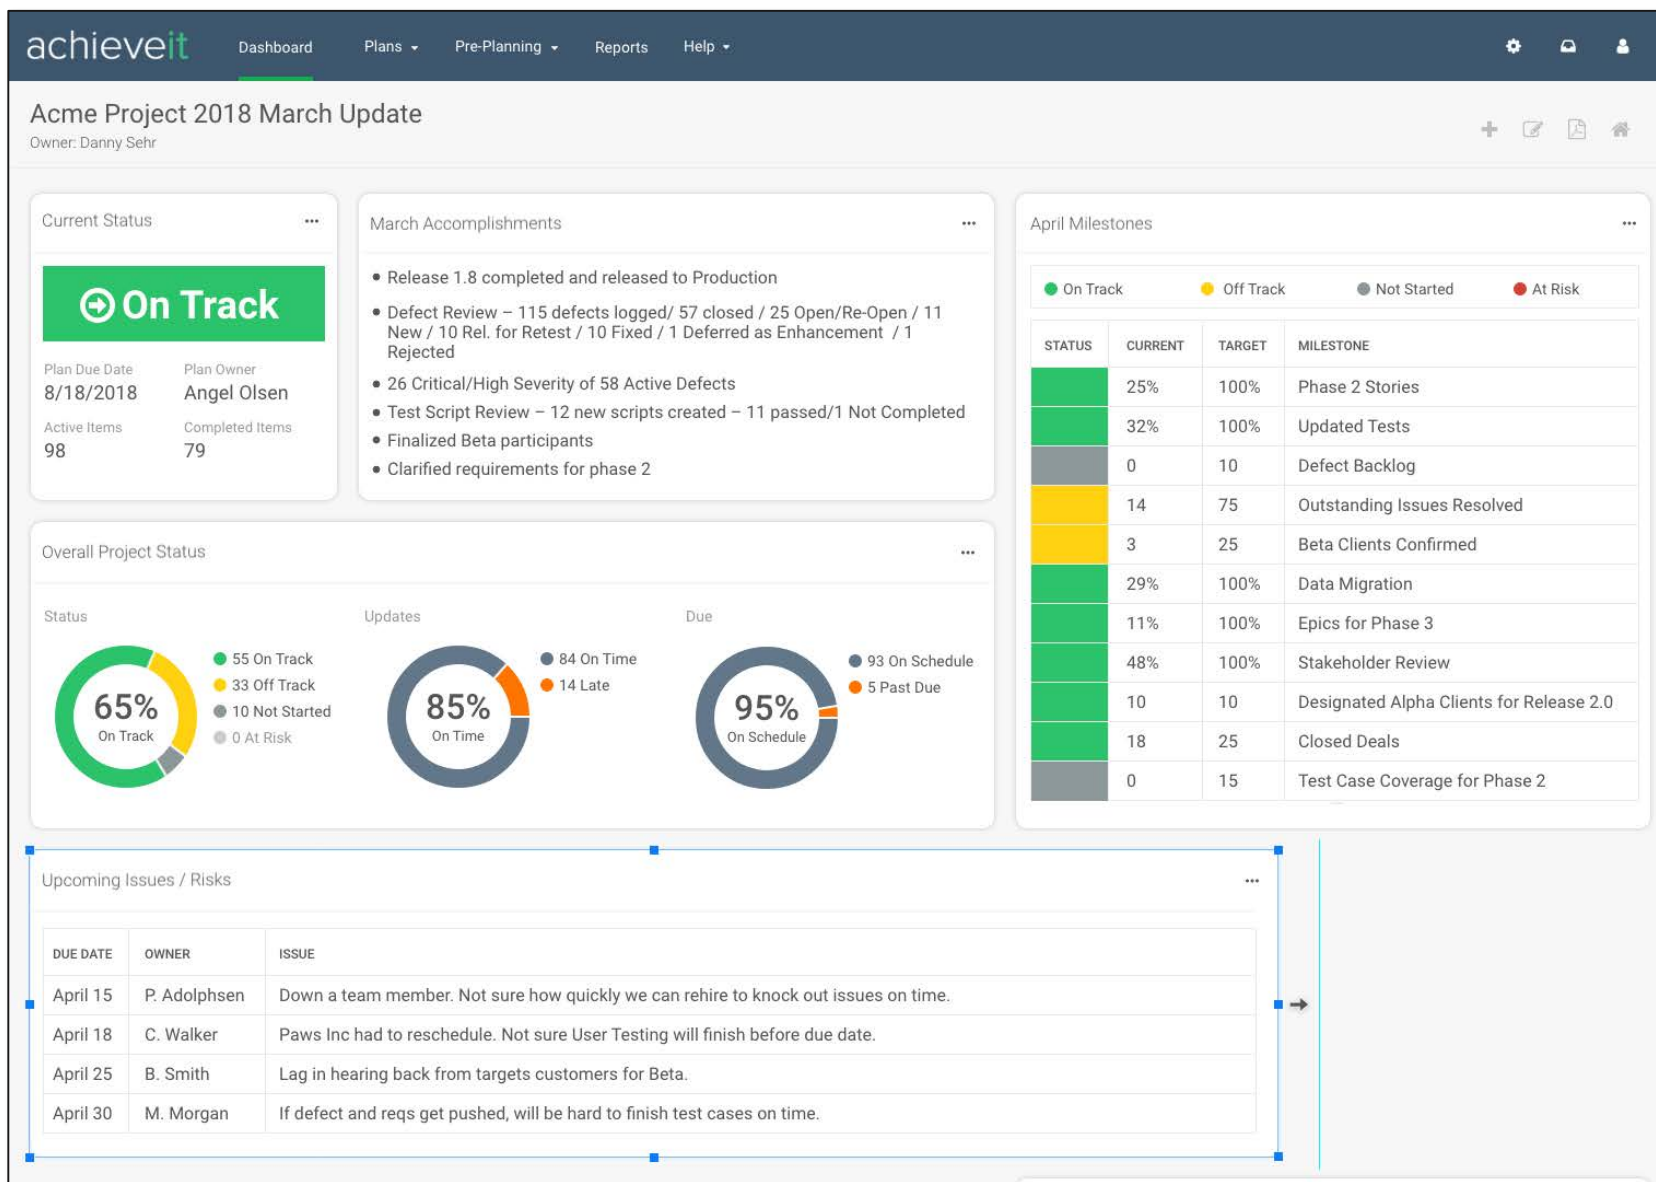 achieveit
Dashboard
Plans
Pre-Planning
Reports
Help
Acme Project 2018 March Update
Owner: Danny Sehr
Current Status
On Track
Plan Due Date Plan Owner
8/18/2018 Angel Olsen
Active Items Completed Items
98 79
March Accomplishments
• Release 1.8 completed and released to Production
• Defect Review – 115 defects logged/ 57 closed / 25 Open/Re-Open / 11
New / 10 Rel. for Retest / 10 Fixed / 1 Deferred as Enhancement / 1
Rejected
• 26 Critical/High Severity of 58 Active Defects
• Test Script Review – 12 new scripts created – 11 passed/1 Not Completed
• Finalized Beta participants
• Clarified requirements for phase 2
April Milestones
On Track Off Track Not Started At Risk
STATUS CURRENT TARGET MILESTONE
25% 100% Phase 2 Stories
32% 100% Updated Tests
0 10 Defect Backlog
14 75 Outstanding Issues Resolved
3 25 Beta Clients Confirmed
29% 100% Data Migration
11% 100% Epics for Phase 3
48% 100% Stakeholder Review
10 10 Designated Alpha Clients for Release 2.0
18 25 Closed Deals
0 15 Test Case Coverage for Phase 2
Overall Project Status
Status
65%
On Track
55 On Track
33 Off Track
10 Not Started
0 At Risk
Updates
85%
On Time
84 On Time
14 Late
Due
95%
On Schedule
93 On Schedule
5 Past Due
Upcoming Issues / Risks
DUE DATE OWNER ISSUE
April 15 P. Adolphsen Down a team member. Not sure how quickly we can rehire to knock out issues on time.
April 18 C. Walker Paws Inc had to reschedule. Not sure User Testing will finish before due date.
April 25 B. Smith Lag in hearing back from targets customers for Beta.
April 30 M. Morgan If defect and reqs get pushed, will be hard to finish test cases on time.